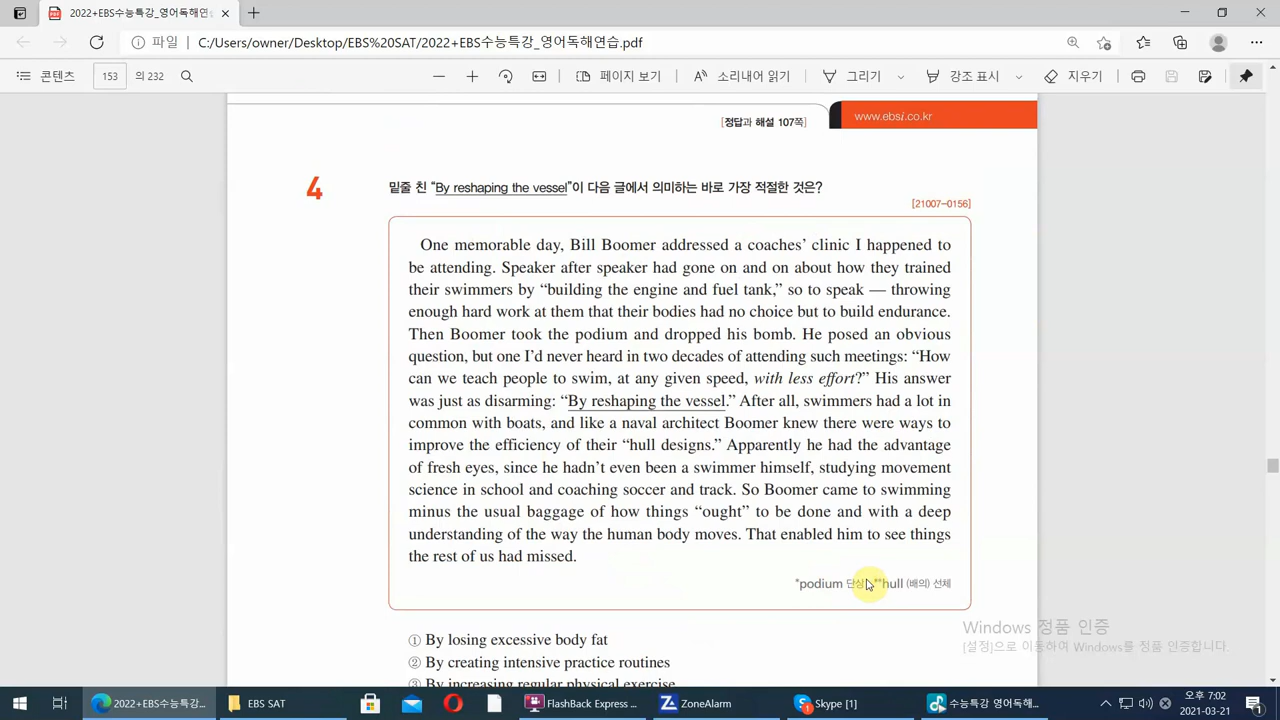 2022+EBS수능특강_영어독해연습
파일 C:/Users/owner/Desktop/EBS%20SAT/2022+EBS수능특강_영어독해연습.pdf
콘텐츠 153 의 232 페이지 보기 소리내어 읽기 그리기 강조 표시 지우기
[정답과 해설 107쪽] www.ebsi.co.kr
4 밑줄 친 “By reshaping the vessel”이 다음 글에서 의미하는 바로 가장 적절한 것은?
[21007-0156]
One memorable day, Bill Boomer addressed a coaches’ clinic I happened to
be attending. Speaker after speaker had gone on and on about how they trained
their swimmers by “building the engine and fuel tank,” so to speak — throwing
enough hard work at them that their bodies had no choice but to build endurance.
Then Boomer took the podium and dropped his bomb. He posed an obvious
question, but one I’d never heard in two decades of attending such meetings: “How
can we teach people to swim, at any given speed, with less effort?” His answer
was just as disarming: “By reshaping the vessel.” After all, swimmers had a lot in
common with boats, and like a naval architect Boomer knew there were ways to
improve the efficiency of their “hull designs.” Apparently he had the advantage
of fresh eyes, since he hadn’t even been a swimmer himself, studying movement
science in school and coaching soccer and track. So Boomer came to swimming
minus the usual baggage of how things “ought” to be done and with a deep
understanding of the way the human body moves. That enabled him to see things
the rest of us had missed.
*podium 단상 **hull (배의) 선체
Windows 정품 인증
[설정]으로 이동하여 Windows를 정품 인증합니다.
① By losing excessive body fat
② By creating intensive practice routines
③ By increasing regular physical exercise
2022+EBS수능특강... EBS SAT FlashBack Express ... ZoneAlarm Skype [1] 수능특강 영어독해... 오후 7:02
2021-03-21